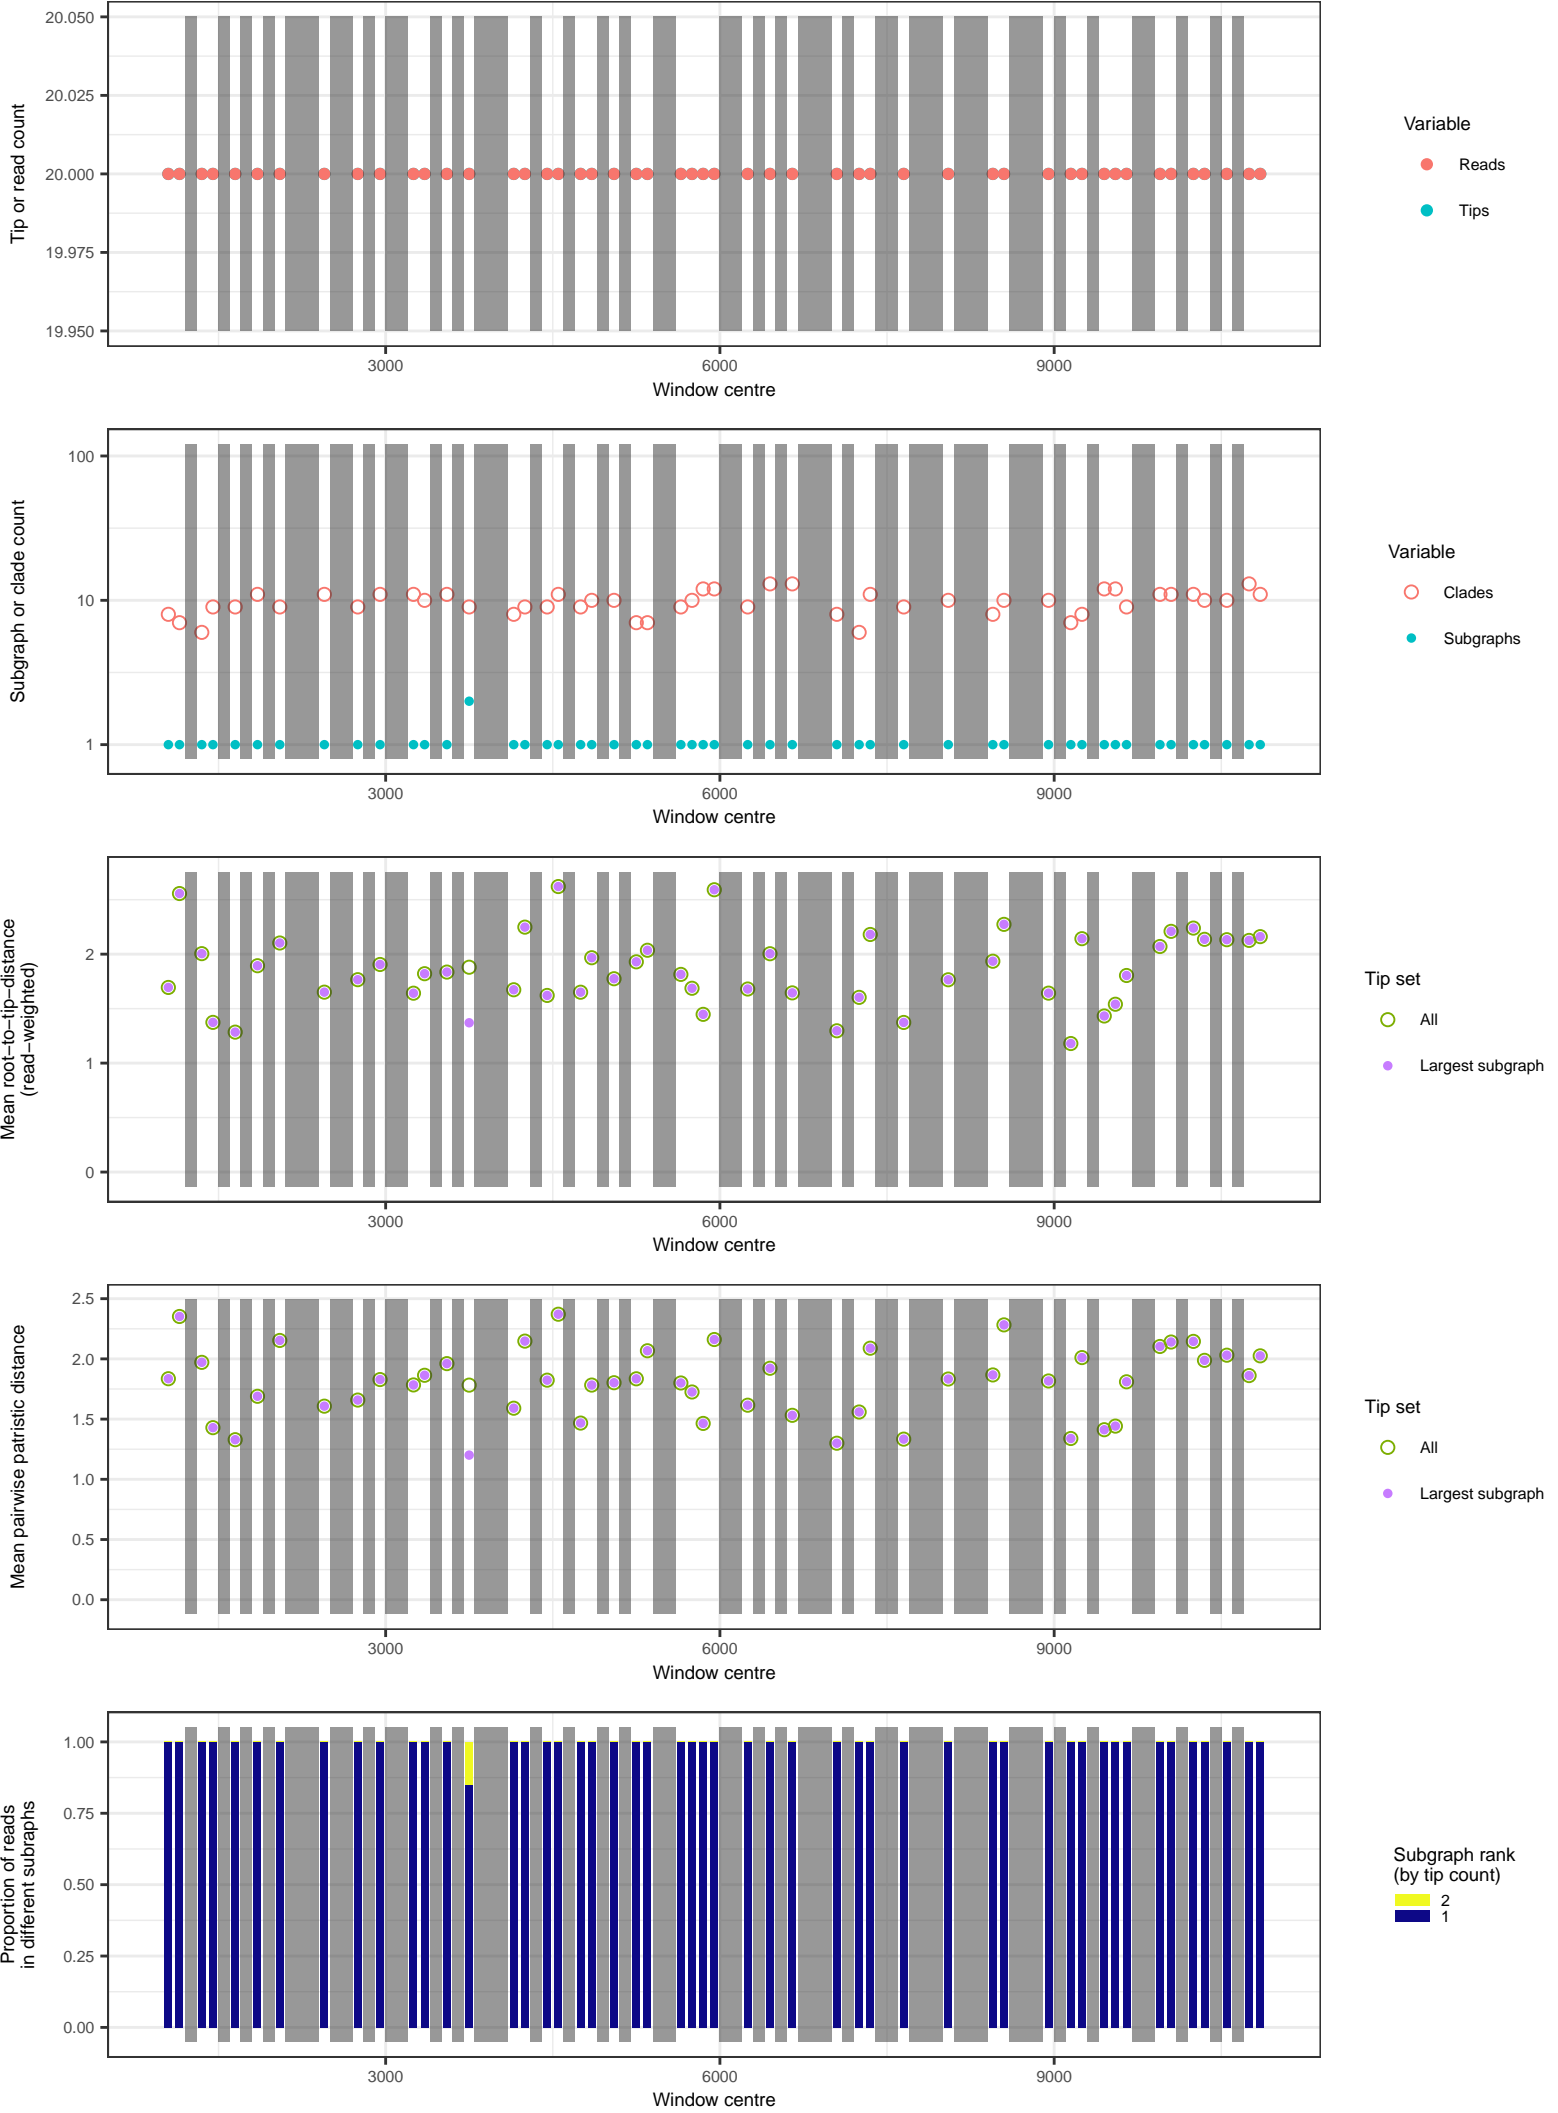 20.050
20.025
20.000
19.975
19.950
Tip or read count
3000
6000
9000
Window centre
Variable
Reads
Tips
100
10
1
Subgraph or clade count
3000
6000
9000
Window centre
Variable
Clades
Subgraphs
2
1
0
Mean root−to−tip−distance
(read−weighted)
3000
6000
9000
Window centre
Tip set
All
Largest subgraph
2.5
2.0
1.5
1.0
0.5
0.0
Mean pairwise patristic distance
3000
6000
9000
Window centre
Tip set
All
Largest subgraph
1.00
0.75
0.50
0.25
0.00
Proportion of reads
in different subraphs
3000
6000
9000
Window centre
Subgraph rank
(by tip count)
2
1